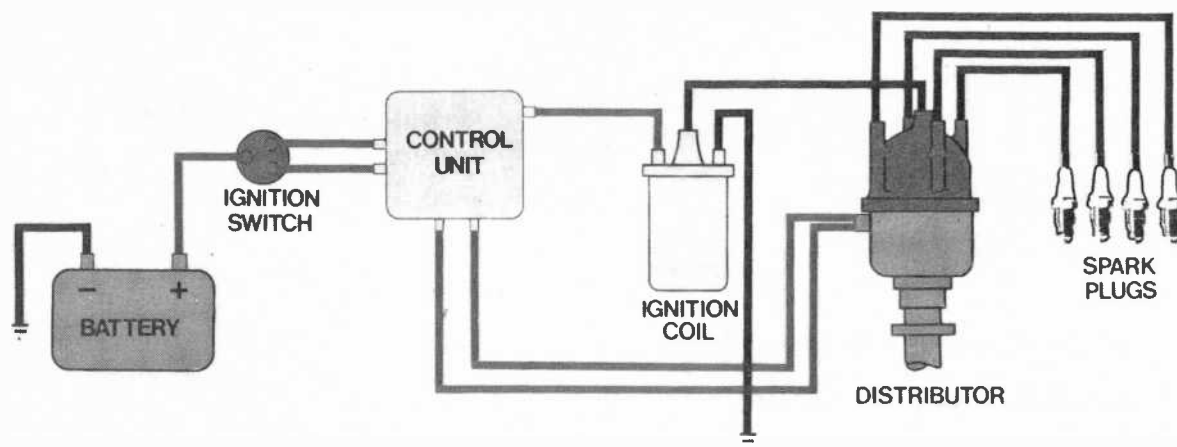 CONTROL
UNIT
IGNITION
SWITCH
− +
BATTERY
IGNITION
COIL
SPARK
PLUGS
DISTRIBUTOR